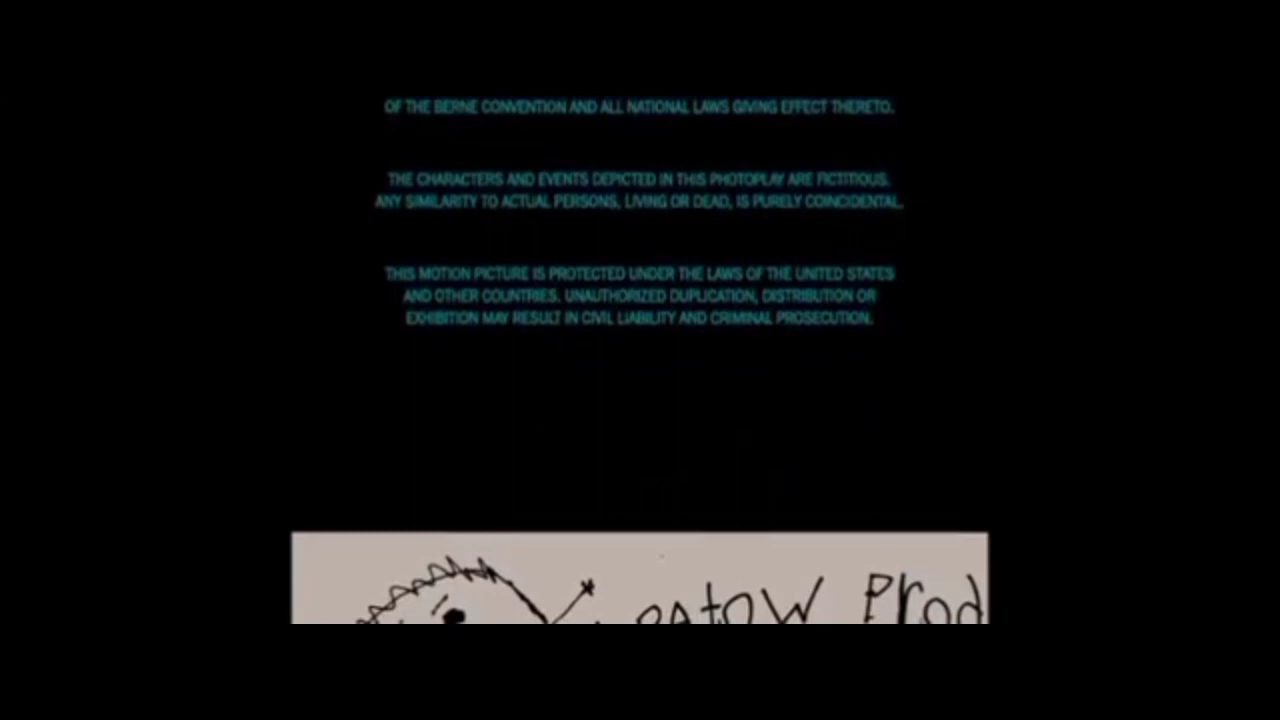 OF THE BERNE CONVENTION AND ALL NATIONAL LAWS GIVING EFFECT THERETO.
THE CHARACTERS AND EVENTS DEPICTED IN THIS PHOTOPLAY ARE FICTITIOUS.
ANY SIMILARITY TO ACTUAL PERSONS, LIVING OR DEAD, IS PURELY COINCIDENTAL.
THIS MOTION PICTURE IS PROTECTED UNDER THE LAWS OF THE UNITED STATES
AND OTHER COUNTRIES. UNAUTHORIZED DUPLICATION, DISTRIBUTION OR
EXHIBITION MAY RESULT IN CIVIL LIABILITY AND CRIMINAL PROSECUTION.
Prod